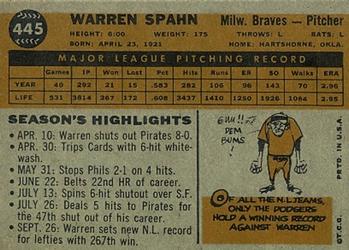 445
WARREN SPAHN
Milw. Braves — Pitcher
HEIGHT: 6:00 WEIGHT: 175 THROWS: L BATS: L
BORN: APRIL 23, 1921 HOME: HARTSHORNE, OKLA.
MAJOR LEAGUE PITCHING RECORD
Games IP Won Lost Pct. Hits Runs SO Walks ERA
YEAR 40 292 21 15 .583 282 106 143 70 2.96
LIFE 531 3614 267 172 .608 3437 1410 1950 1086 2.95
SEASON'S HIGHLIGHTS
• APR. 10: Warren shuts out Pirates 8-0.
• APR. 30: Trips Cards with 6-hit white-
wash.
• MAY 31: Stops Phils 2-1 on 4 hits.
• JUNE 22: Belts 22nd HR of career.
• JULY 13: Spins 6-hit shutout over S.F.
• JULY 26: Deals 5 hits to Pirates for
the 47th shut out of his career.
• SEPT. 26: Warren sets new N.L. record
for lefties with 267th win.
GRR!!
DEM
BUMS!
OF ALL THE N.L. TEAMS,
ONLY THE DODGERS
HOLD A WINNING RECORD
AGAINST WARREN
©T.C.G.
PRTD. IN U.S.A.